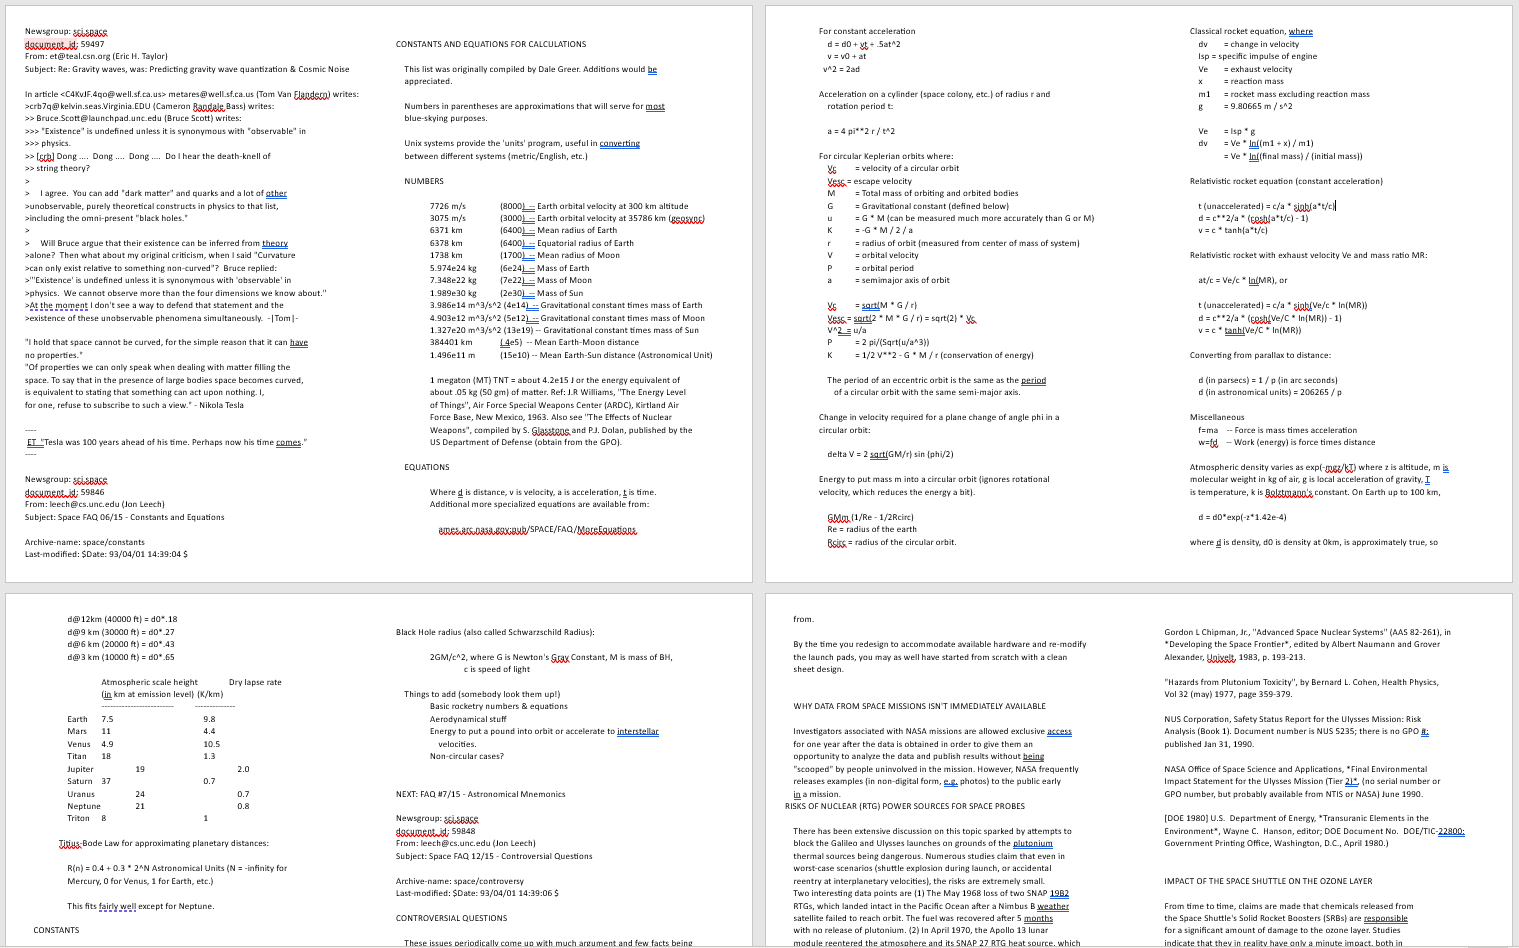 Newsgroup: sci.space
document_id: 59497
From: et@teal.csn.org (Eric H. Taylor)
Subject: Re: Gravity waves, was: Predicting gravity wave quantization & Cosmic Noise
In article <C4KvJF.4qo@well.sf.ca.us> metares@well.sf.ca.us (Tom Van Flandern) writes:
>crb7q@kelvin.seas.Virginia.EDU (Cameron Randale Bass) writes:
>> Bruce.Scott@launchpad.unc.edu (Bruce Scott) writes:
>>> "Existence" is undefined unless it is synonymous with "observable" in
>>> physics.
>> [crb] Dong .... Dong .... Dong .... Do I hear the death-knell of
>> string theory?
>
> I agree. You can add "dark matter" and quarks and a lot of other
>unobservable, purely theoretical constructs in physics to that list,
>including the omni-present "black holes."
>
> Will Bruce argue that their existence can be inferred from theory
>alone? Then what about my original criticism, when I said "Curvature
>can only exist relative to something non-curved"? Bruce replied:
>"'Existence' is undefined unless it is synonymous with 'observable' in
>physics. We cannot observe more than the four dimensions we know about."
>At the moment I don't see a way to defend that statement and the
>existence of these unobservable phenomena simultaneously. -|Tom|-
"I hold that space cannot be curved, for the simple reason that it can have
no properties."
"Of properties we can only speak when dealing with matter filling the
space. To say that in the presence of large bodies space becomes curved,
is equivalent to stating that something can act upon nothing. I,
for one, refuse to subscribe to such a view." - Nikola Tesla
----
ET "Tesla was 100 years ahead of his time. Perhaps now his time comes."
----
Newsgroup: sci.space
document_id: 59846
From: leech@cs.unc.edu (Jon Leech)
Subject: Space FAQ 06/15 - Constants and Equations
Archive-name: space/constants
Last-modified: $Date: 93/04/01 14:39:04 $
CONSTANTS AND EQUATIONS FOR CALCULATIONS
This list was originally compiled by Dale Greer. Additions would be
appreciated.
Numbers in parentheses are approximations that will serve for most
blue-skying purposes.
Unix systems provide the 'units' program, useful in converting
between different systems (metric/English, etc.)
NUMBERS
7726 m/s (8000) -- Earth orbital velocity at 300 km altitude
3075 m/s (3000) -- Earth orbital velocity at 35786 km (geosync)
6371 km (6400) -- Mean radius of Earth
6378 km (6400) -- Equatorial radius of Earth
1738 km (1700) -- Mean radius of Moon
5.974e24 kg (6e24) -- Mass of Earth
7.348e22 kg (7e22) -- Mass of Moon
1.989e30 kg (2e30) -- Mass of Sun
3.986e14 m^3/s^2 (4e14) -- Gravitational constant times mass of Earth
4.903e12 m^3/s^2 (5e12) -- Gravitational constant times mass of Moon
1.327e20 m^3/s^2 (13e19) -- Gravitational constant times mass of Sun
384401 km ( 4e5) -- Mean Earth-Moon distance
1.496e11 m (15e10) -- Mean Earth-Sun distance (Astronomical Unit)
1 megaton (MT) TNT = about 4.2e15 J or the energy equivalent of
about .05 kg (50 gm) of matter. Ref: J.R Williams, "The Energy Level
of Things", Air Force Special Weapons Center (ARDC), Kirtland Air
Force Base, New Mexico, 1963. Also see "The Effects of Nuclear
Weapons", compiled by S. Glasstone and P.J. Dolan, published by the
US Department of Defense (obtain from the GPO).
EQUATIONS
Where d is distance, v is velocity, a is acceleration, t is time.
Additional more specialized equations are available from:
ames.arc.nasa.gov:pub/SPACE/FAQ/MoreEquations
For constant acceleration
d = d0 + vt + .5at^2
v = v0 + at
v^2 = 2ad
Acceleration on a cylinder (space colony, etc.) of radius r and
rotation period t:
a = 4 pi**2 r / t^2
For circular Keplerian orbits where:
Vc = velocity of a circular orbit
Vesc = escape velocity
M = Total mass of orbiting and orbited bodies
G = Gravitational constant (defined below)
u = G * M (can be measured much more accurately than G or M)
K = -G * M / 2 / a
r = radius of orbit (measured from center of mass of system)
V = orbital velocity
P = orbital period
a = semimajor axis of orbit
Vc = sqrt(M * G / r)
Vesc = sqrt(2 * M * G / r) = sqrt(2) * Vc
V^2 = u/a
P = 2 pi/(Sqrt(u/a^3))
K = 1/2 V**2 - G * M / r (conservation of energy)
The period of an eccentric orbit is the same as the period
of a circular orbit with the same semi-major axis.
Change in velocity required for a plane change of angle phi in a
circular orbit:
delta V = 2 sqrt(GM/r) sin (phi/2)
Energy to put mass m into a circular orbit (ignores rotational
velocity, which reduces the energy a bit).
GMm (1/Re - 1/2Rcirc)
Re = radius of the earth
Rcirc = radius of the circular orbit.
Classical rocket equation, where
dv = change in velocity
Isp = specific impulse of engine
Ve = exhaust velocity
x = reaction mass
m1 = rocket mass excluding reaction mass
g = 9.80665 m / s^2
Ve = Isp * g
dv = Ve * ln((m1 + x) / m1)
= Ve * ln((final mass) / (initial mass))
Relativistic rocket equation (constant acceleration)
t (unaccelerated) = c/a * sinh(a*t/c)
d = c**2/a * (cosh(a*t/c) - 1)
v = c * tanh(a*t/c)
Relativistic rocket with exhaust velocity Ve and mass ratio MR:
at/c = Ve/c * ln(MR), or
t (unaccelerated) = c/a * sinh(Ve/c * ln(MR))
d = c**2/a * (cosh(Ve/C * ln(MR)) - 1)
v = c * tanh(Ve/C * ln(MR))
Converting from parallax to distance:
d (in parsecs) = 1 / p (in arc seconds)
d (in astronomical units) = 206265 / p
Miscellaneous
f=ma -- Force is mass times acceleration
w=fd -- Work (energy) is force times distance
Atmospheric density varies as exp(-mgz/kT) where z is altitude, m is
molecular weight in kg of air, g is local acceleration of gravity, T
is temperature, k is Bolztmann's constant. On Earth up to 100 km,
d = d0*exp(-z*1.42e-4)
where d is density, d0 is density at 0km, is approximately true, so
d@12km (40000 ft) = d0*.18
d@9 km (30000 ft) = d0*.27
d@6 km (20000 ft) = d0*.43
d@3 km (10000 ft) = d0*.65
Atmospheric scale height Dry lapse rate
(in km at emission level) (K/km)
------------------------- --------------
Earth 7.5 9.8
Mars 11 4.4
Venus 4.9 10.5
Titan 18 1.3
Jupiter 19 2.0
Saturn 37 0.7
Uranus 24 0.7
Neptune 21 0.8
Triton 8 1
Titius-Bode Law for approximating planetary distances:
R(n) = 0.4 + 0.3 * 2^N Astronomical Units (N = -infinity for
Mercury, 0 for Venus, 1 for Earth, etc.)
This fits fairly well except for Neptune.
CONSTANTS
Black Hole radius (also called Schwarzschild Radius):
2GM/c^2, where G is Newton's Grav Constant, M is mass of BH,
c is speed of light
Things to add (somebody look them up!)
Basic rocketry numbers & equations
Aerodynamical stuff
Energy to put a pound into orbit or accelerate to interstellar
velocities.
Non-circular cases?
NEXT: FAQ #7/15 - Astronomical Mnemonics
Newsgroup: sci.space
document_id: 59848
From: leech@cs.unc.edu (Jon Leech)
Subject: Space FAQ 12/15 - Controversial Questions
Archive-name: space/controversy
Last-modified: $Date: 93/04/01 14:39:06 $
CONTROVERSIAL QUESTIONS
These issues periodically come up with much argument and few facts being
from.
By the time you redesign to accommodate available hardware and re-modify
the launch pads, you may as well have started from scratch with a clean
sheet design.
WHY DATA FROM SPACE MISSIONS ISN'T IMMEDIATELY AVAILABLE
Investigators associated with NASA missions are allowed exclusive access
for one year after the data is obtained in order to give them an
opportunity to analyze the data and publish results without being
"scooped" by people uninvolved in the mission. However, NASA frequently
releases examples (in non-digital form, e.g. photos) to the public early
in a mission.
RISKS OF NUCLEAR (RTG) POWER SOURCES FOR SPACE PROBES
There has been extensive discussion on this topic sparked by attempts to
block the Galileo and Ulysses launches on grounds of the plutonium
thermal sources being dangerous. Numerous studies claim that even in
worst-case scenarios (shuttle explosion during launch, or accidental
reentry at interplanetary velocities), the risks are extremely small.
Two interesting data points are (1) The May 1968 loss of two SNAP 19B2
RTGs, which landed intact in the Pacific Ocean after a Nimbus B weather
satellite failed to reach orbit. The fuel was recovered after 5 months
with no release of plutonium. (2) In April 1970, the Apollo 13 lunar
module reentered the atmosphere and its SNAP 27 RTG heat source, which
Gordon L Chipman, Jr., "Advanced Space Nuclear Systems" (AAS 82-261), in
*Developing the Space Frontier*, edited by Albert Naumann and Grover
Alexander, Univelt, 1983, p. 193-213.
"Hazards from Plutonium Toxicity", by Bernard L. Cohen, Health Physics,
Vol 32 (may) 1977, page 359-379.
NUS Corporation, Safety Status Report for the Ulysses Mission: Risk
Analysis (Book 1). Document number is NUS 5235; there is no GPO #;
published Jan 31, 1990.
NASA Office of Space Science and Applications, *Final Environmental
Impact Statement for the Ulysses Mission (Tier 2)*, (no serial number or
GPO number, but probably available from NTIS or NASA) June 1990.
[DOE 1980] U.S. Department of Energy, *Transuranic Elements in the
Environment*, Wayne C. Hanson, editor; DOE Document No. DOE/TIC-22800;
Government Printing Office, Washington, D.C., April 1980.)
IMPACT OF THE SPACE SHUTTLE ON THE OZONE LAYER
From time to time, claims are made that chemicals released from
the Space Shuttle's Solid Rocket Boosters (SRBs) are responsible
for a significant amount of damage to the ozone layer. Studies
indicate that they in reality have only a minute impact, both in